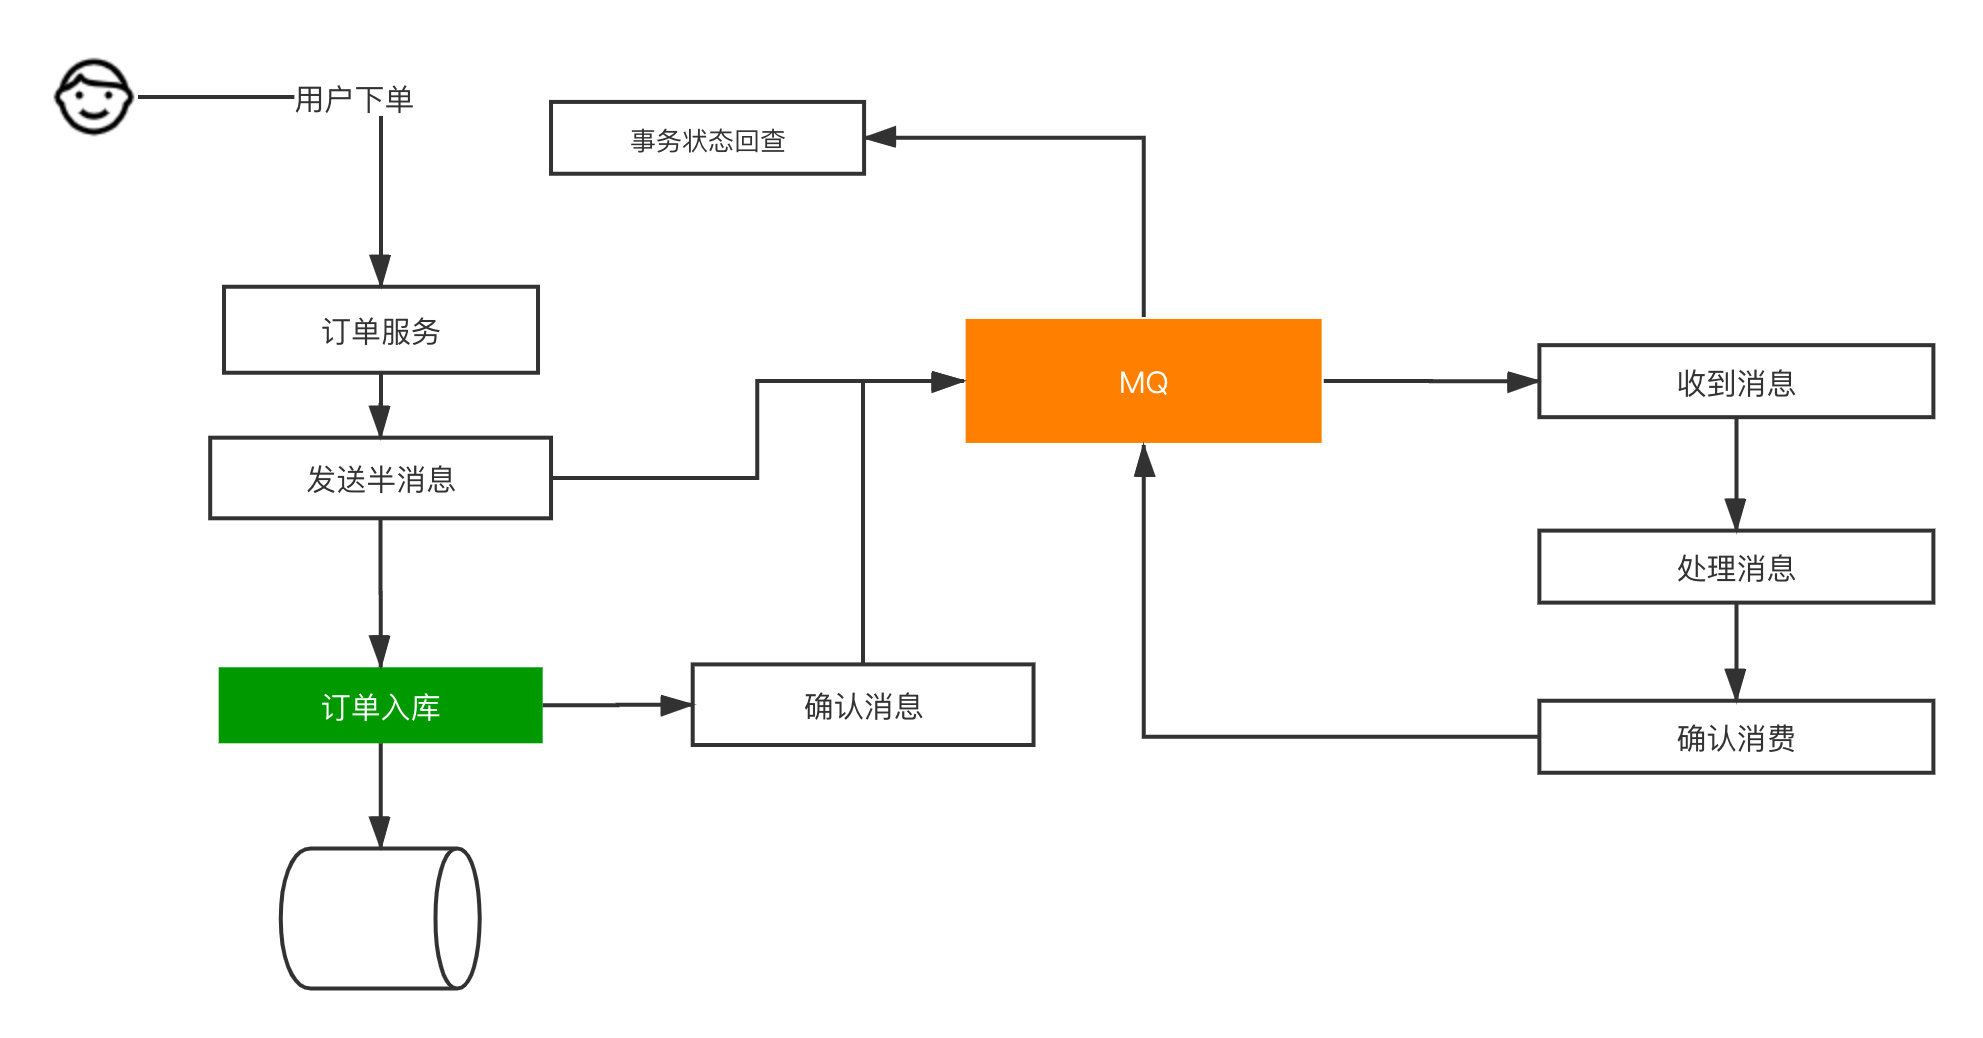 用户下单
事务状态回查
订单服务
发送半消息
MQ
收到消息
处理消息
订单入库
确认消息
确认消费